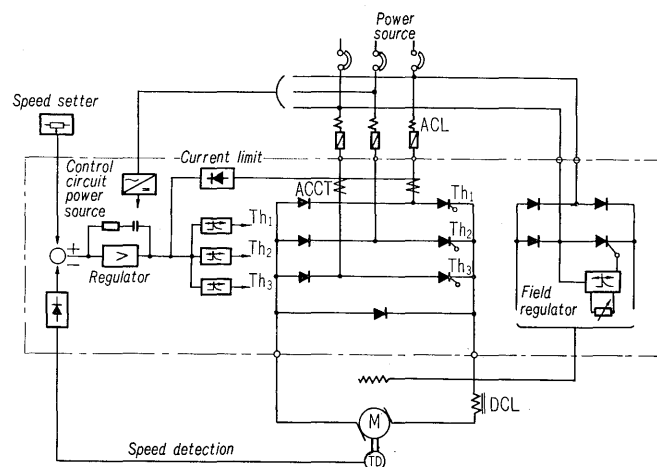 Power
source
Speed setter
ACL
Current limit
Control
circuit power
source
ACCT
Th1
Th1
Th2
Th2
Th3
Th3
+
−
>
Regulator
Field
regulator
DCL
M
Speed detection
TD